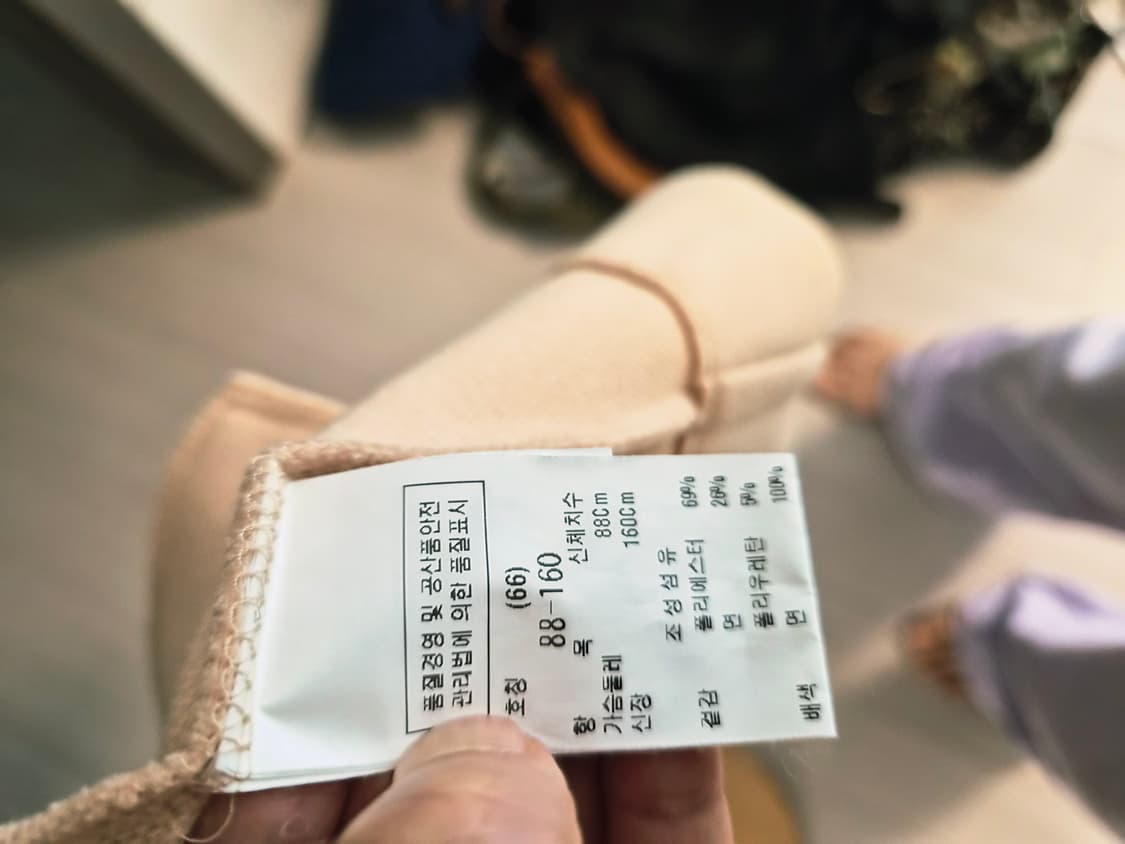 품질경영 및 공산품안전
관리법에 의한 품질표시
호칭 (66)
88-160
항 목 신체치수
가슴둘레 88Cm
신장 160Cm
조성섬유
겉감 폴리에스터 69%
면 26%
폴리우레탄 5%
배색 면 100%